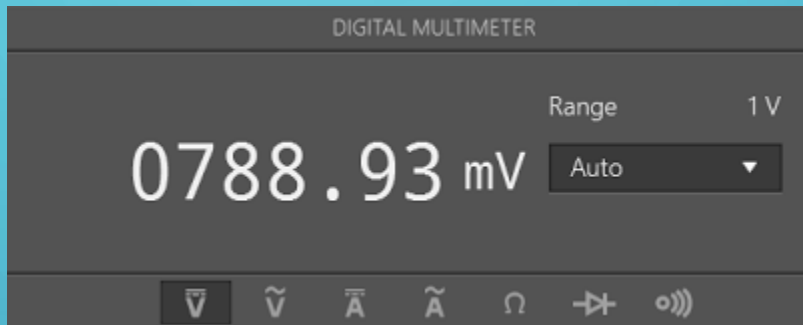 DIGITAL MULTIMETER
Range 1 V
0788.93 mV
Auto
V V A A Ω